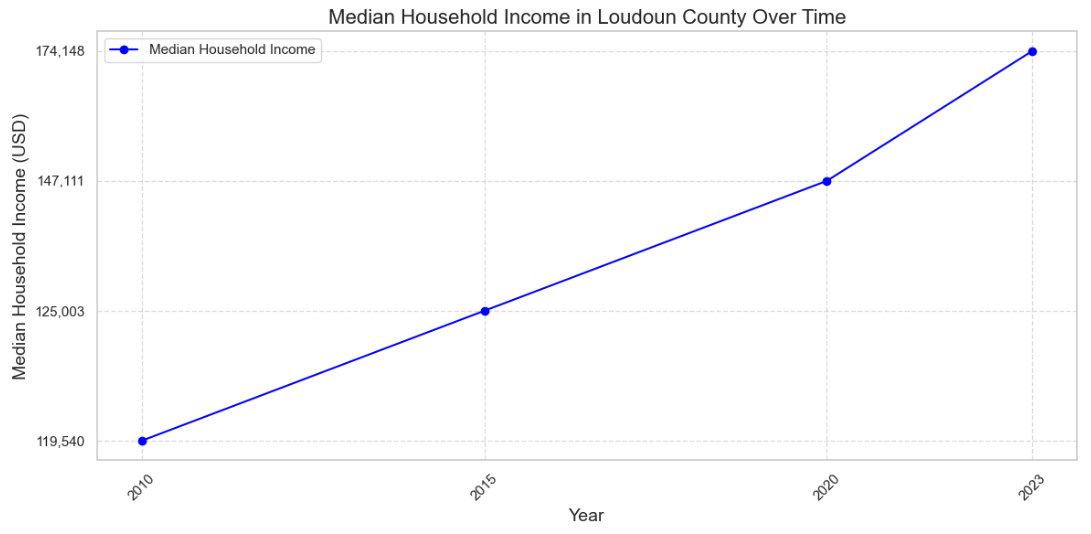 Median Household Income in Loudoun County Over Time
Median Household Income
Median Household Income (USD)
174,148
147,111
125,003
119,540
2010
2015
2020
2023
Year